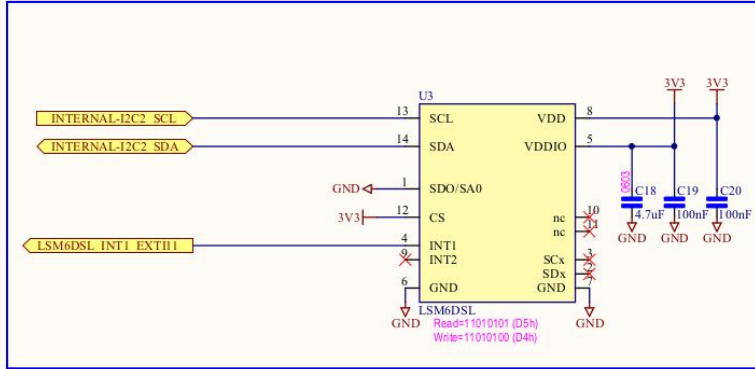 3V3 3V3
U3
INTERNAL-I2C2_SCL 13 SCL VDD 8
INTERNAL-I2C2_SDA 14 SDA VDDIO 5
0603
C18 C19 C20
GND 1 SDO/SA0
4.7uF 100nF 100nF
3V3 12 CS nc 10
nc 11
GND GND GND
LSM6DSL_INT1_EXTI11 4 INT1
9 INT2 SCx 3
SDx 2
6 GND GND 7
LSM6DSL
GND GND
Read=11010101 (D5h)
Write=11010100 (D4h)